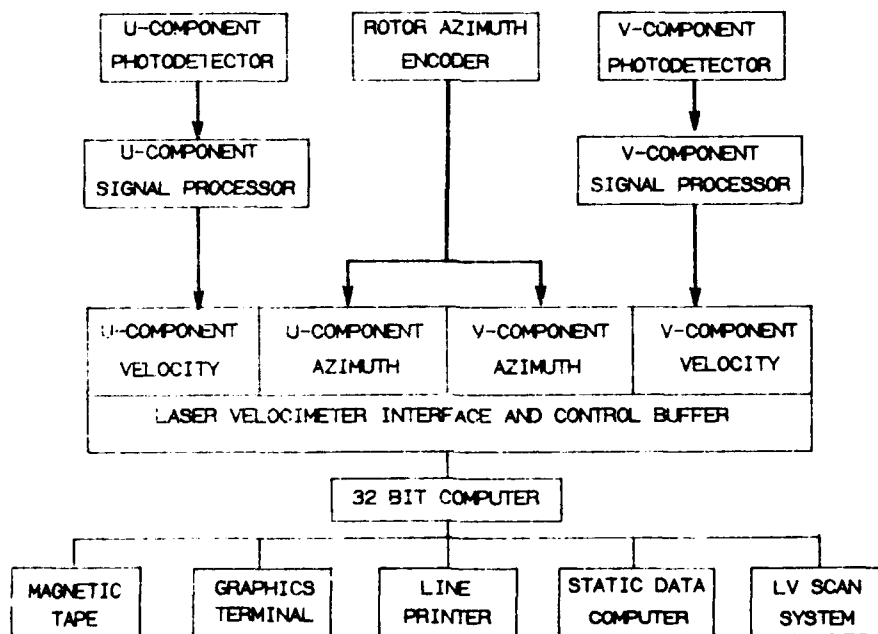 U-COMPONENT
PHOTODETECTOR
ROTOR AZIMUTH
ENCODER
V-COMPONENT
PHOTODETECTOR
U-COMPONENT
SIGNAL PROCESSOR
V-COMPONENT
SIGNAL PROCESSOR
U-COMPONENT
VELOCITY
U-COMPONENT
AZIMUTH
V-COMPONENT
AZIMUTH
V-COMPONENT
VELOCITY
LASER VELOCIMETER INTERFACE AND CONTROL BUFFER
32 BIT COMPUTER
MAGNETIC
TAPE
GRAPHICS
TERMINAL
LINE
PRINTER
STATIC DATA
COMPUTER
LV SCAN
SYSTEM